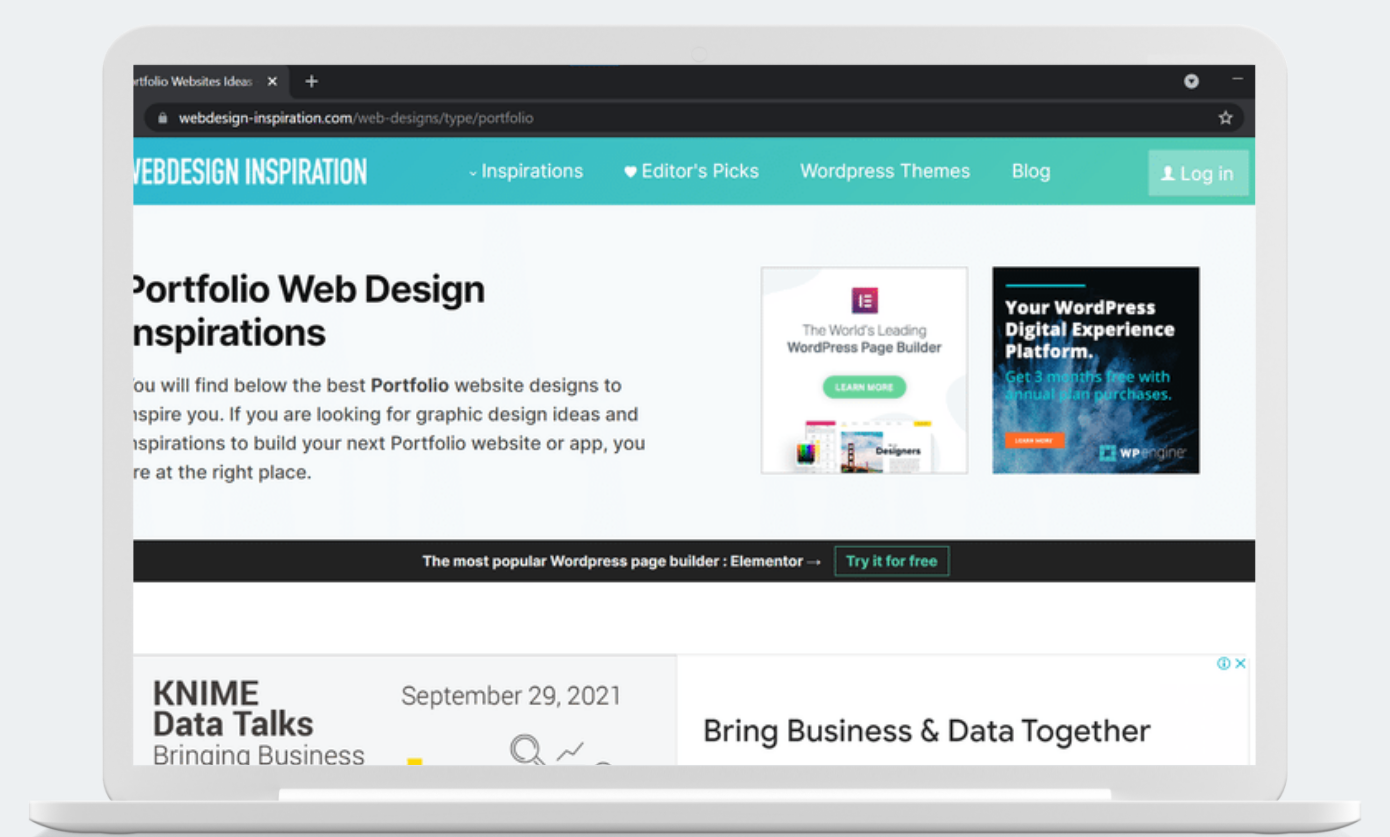 rtfolio Websites Ideas
webdesign-inspiration.com/web-designs/type/portfolio
WEBDESIGN INSPIRATION
Inspirations
Editor's Picks
Wordpress Themes
Blog
Log in
Portfolio Web Design
nspirations
ou will find below the best Portfolio website designs to
nspire you. If you are looking for graphic design ideas and
nspirations to build your next Portfolio website or app, you
re at the right place.
The World's Leading
WordPress Page Builder
LEARN MORE
Designers
Your WordPress
Digital Experience
Platform.
Get 3 months free with
annual plan purchases.
LEARN MORE
WPengine
The most popular Wordpress page builder : Elementor →
Try it for free
KNIME
Data Talks
Bringing Business
September 29, 2021
Bring Business & Data Together